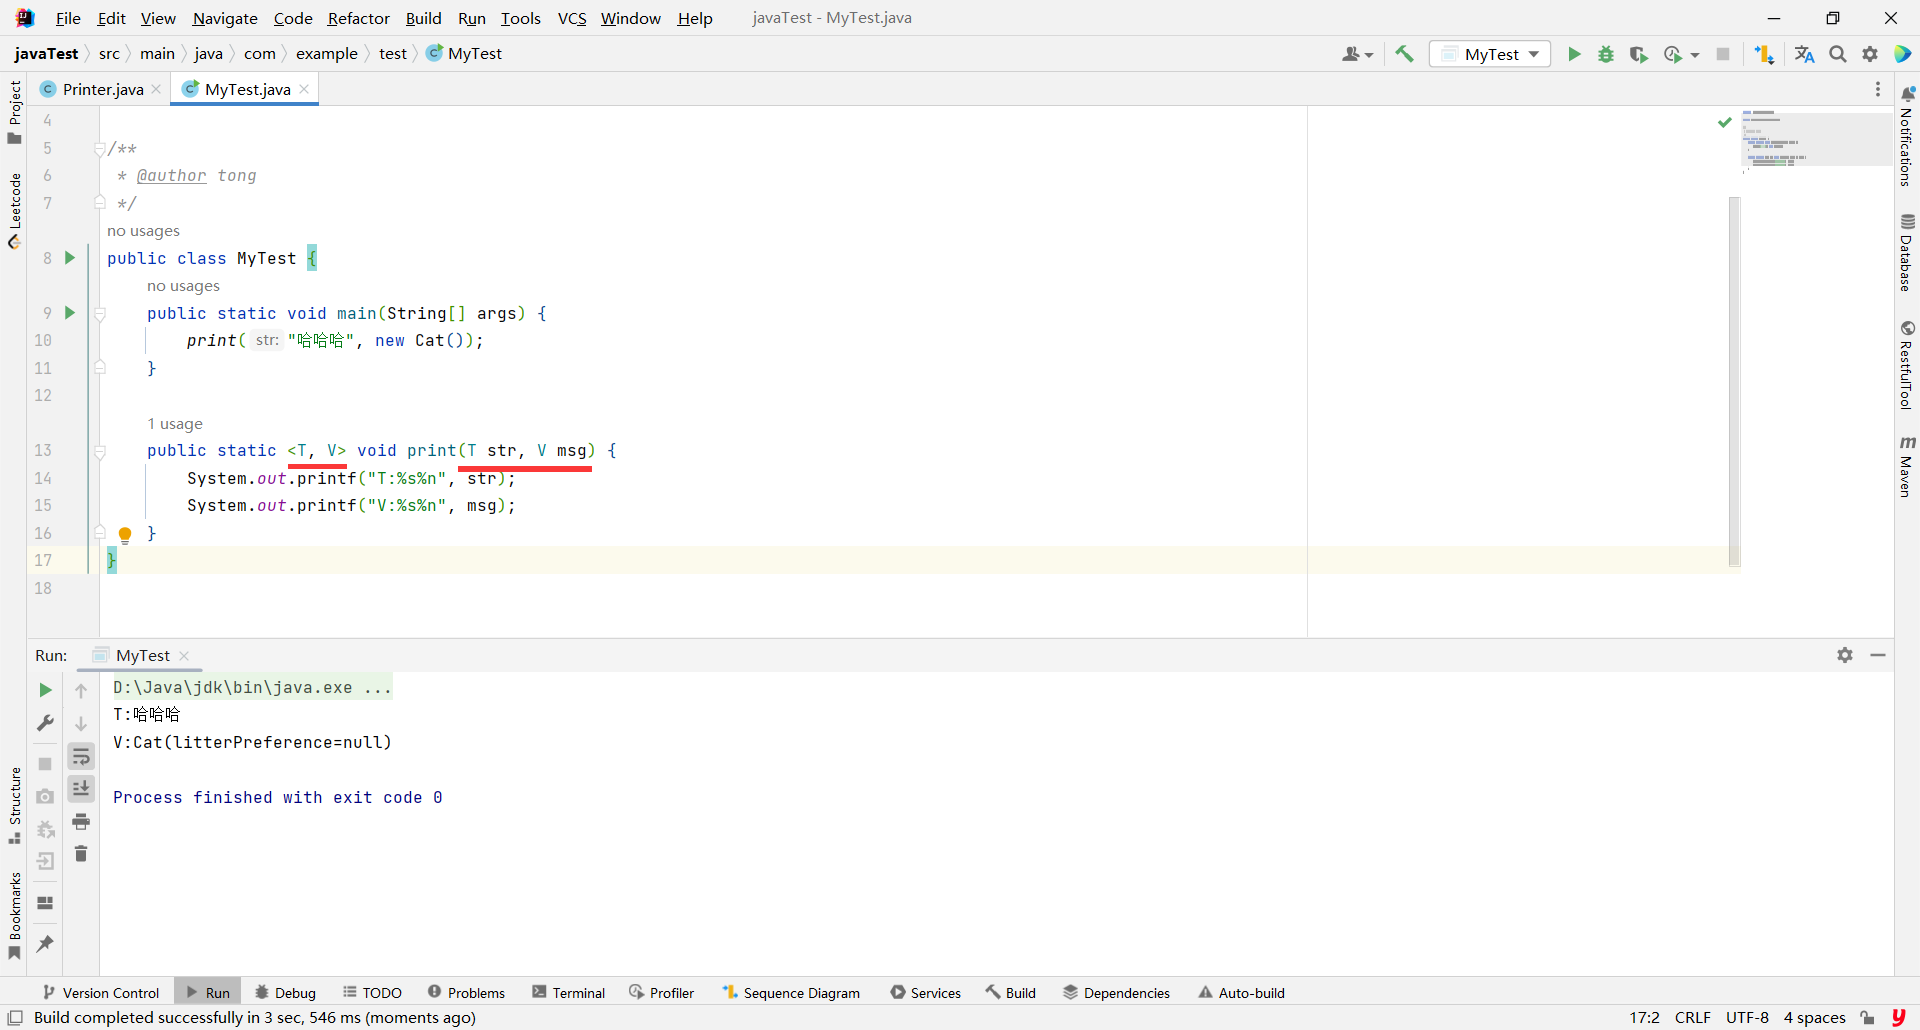 File Edit View Navigate Code Refactor Build Run Tools VCS Window Help javaTest - MyTest.java
javaTest src main java com example test MyTest
MyTest
Printer.java MyTest.java
Project
Leetcode
Structure
Bookmarks
Notifications
Database
RestfulTool
Maven
4
5 /**
6 * @author tong
7 */
no usages
8 public class MyTest {
no usages
9 public static void main(String[] args) {
10 print( str: "哈哈哈", new Cat());
11 }
12
1 usage
13 public static <T, V> void print(T str, V msg) {
14 System.out.printf("T:%s%n", str);
15 System.out.printf("V:%s%n", msg);
16 }
17 }
18
Run: MyTest
D:\Java\jdk\bin\java.exe ...
T:哈哈哈
V:Cat(litterPreference=null)
Process finished with exit code 0
Version Control Run Debug TODO Problems Terminal Profiler Sequence Diagram Services Build Dependencies Auto-build
Build completed successfully in 3 sec, 546 ms (moments ago) 17:2 CRLF UTF-8 4 spaces